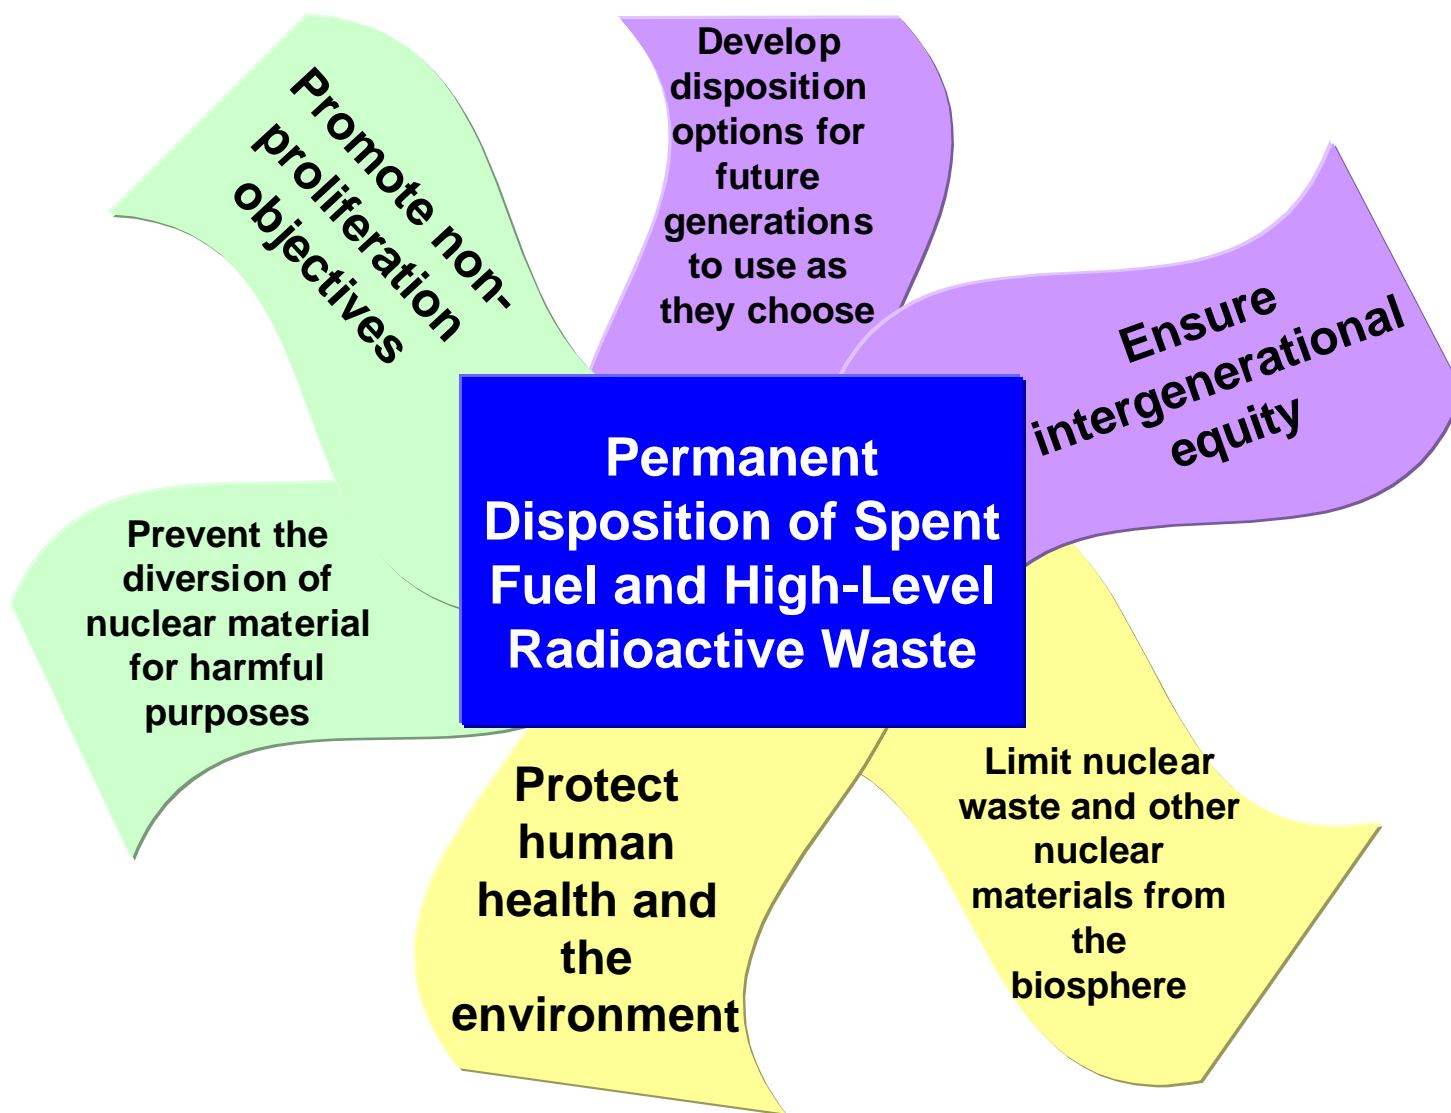 Promote non-
proliferation
objectives
Develop
disposition
options for
future
generations
to use as
they choose
Ensure
intergenerational
equity
Permanent
Disposition of Spent
Fuel and High-Level
Radioactive Waste
Prevent the
diversion of
nuclear material
for harmful
purposes
Protect
human
health and
the
environment
Limit nuclear
waste and other
nuclear
materials from
the
biosphere